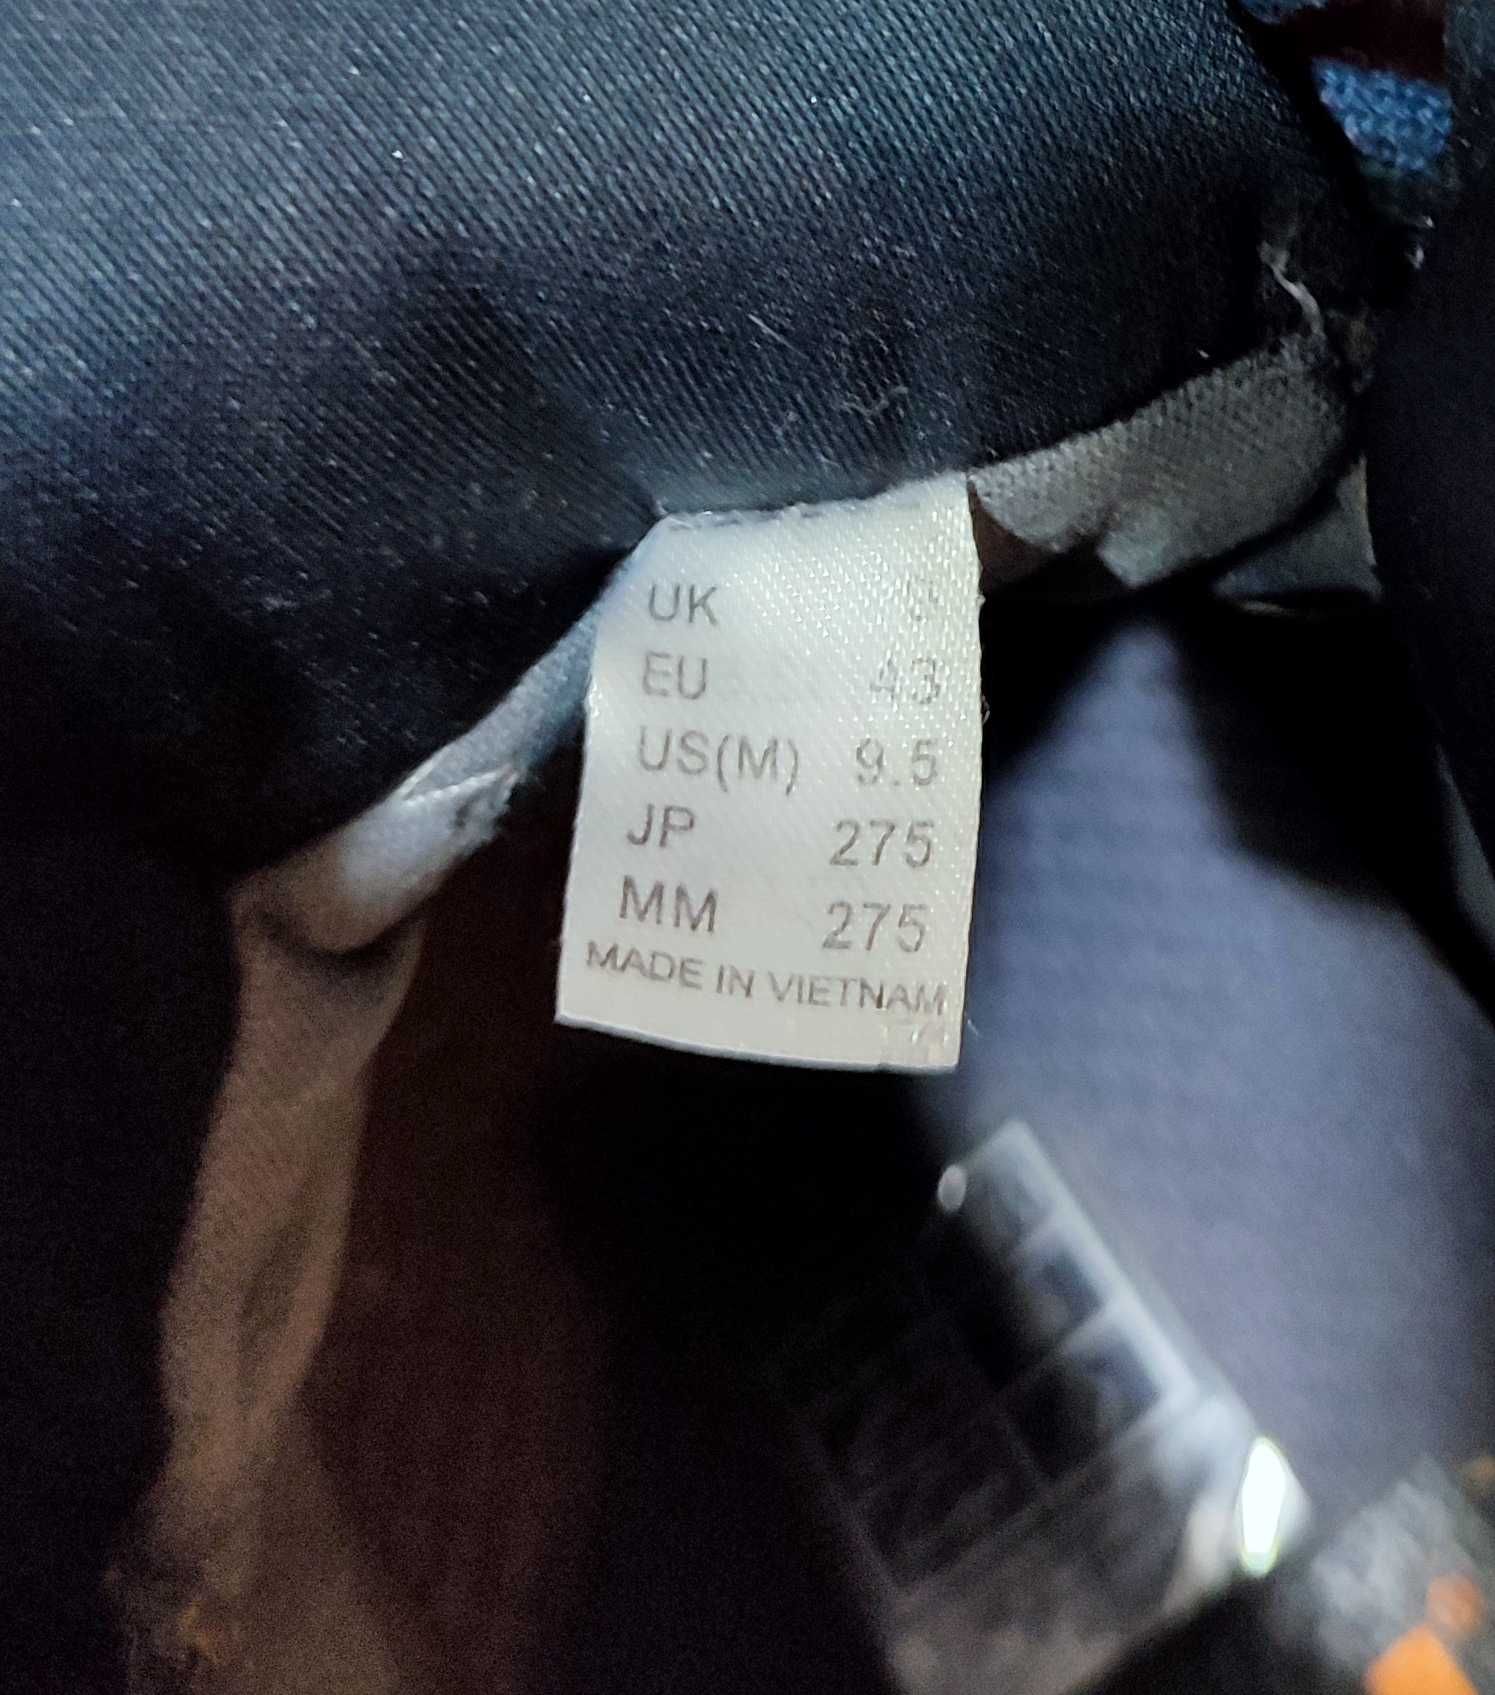 UK
EU 43
US(M) 9.5
JP 275
MM 275
MADE IN VIETNAM